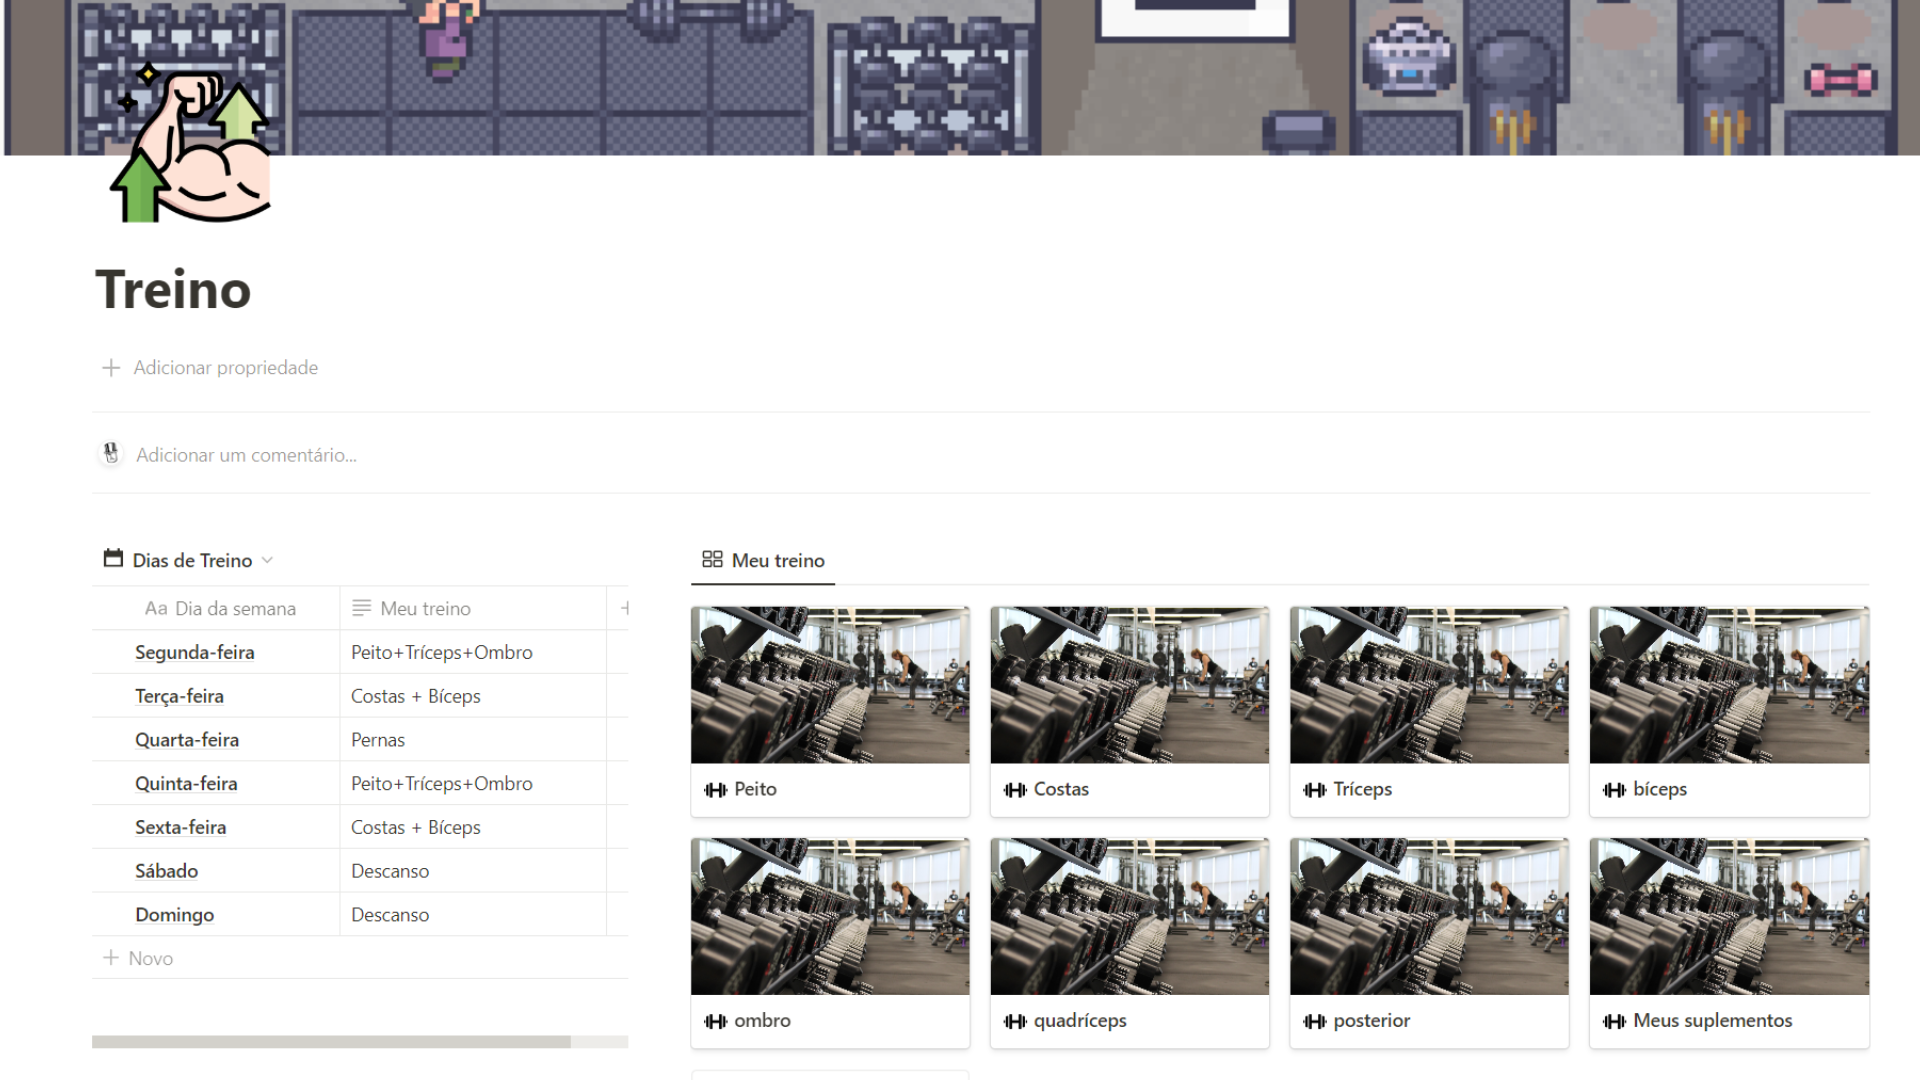 Treino
Adicionar propriedade
Adicionar um comentário...
Dias de Treino
Aa Dia da semana Meu treino
Segunda-feira Peito+Tríceps+Ombro
Terça-feira Costas + Bíceps
Quarta-feira Pernas
Quinta-feira Peito+Tríceps+Ombro
Sexta-feira Costas + Bíceps
Sábado Descanso
Domingo Descanso
Novo
Meu treino
Peito Costas Tríceps bíceps
ombro quadríceps posterior Meus suplementos